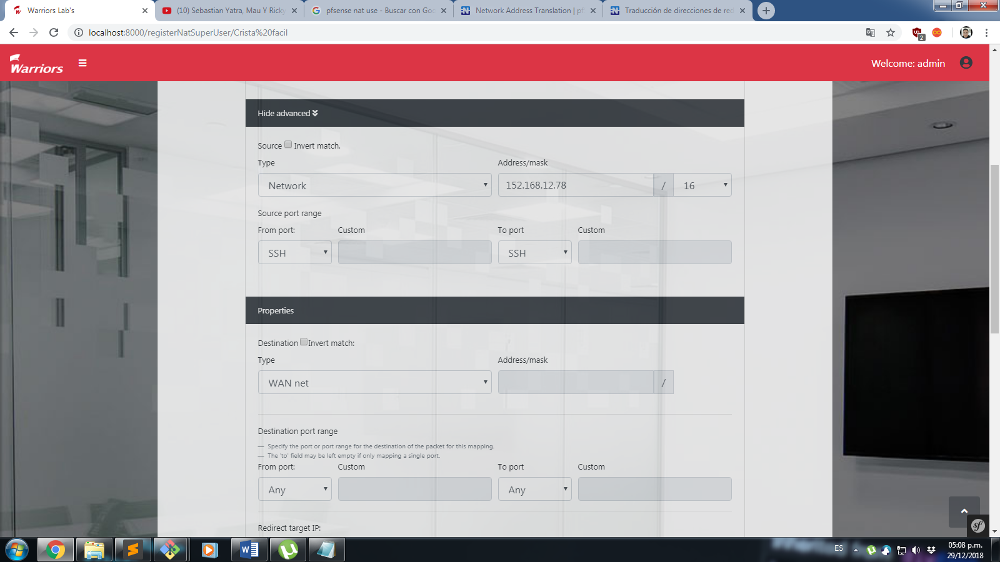 Warriors Lab's
(10) Sebastian Yatra, Mau Y Ricky
pfsense nat use - Buscar con Goo
Network Address Translation | pf
Traducción de direcciones de red
localhost:8000/registerNatSuperUser/Crista%20facil
2
Warriors
Welcome: admin
Hide advanced
Source Invert match.
Type Address/mask
Network 152.168.12.78 / 16
Source port range
From port: Custom To port Custom
SSH SSH
Properties
Destination Invert match:
Type Address/mask
WAN net /
Destination port range
— Specify the port or port range for the destination of the packet for this mapping.
— The 'to' field may be left empty if only mapping a single port.
From port: Custom To port Custom
Any Any
Redirect target IP:
sf
ES
05:08 p.m.
29/12/2018